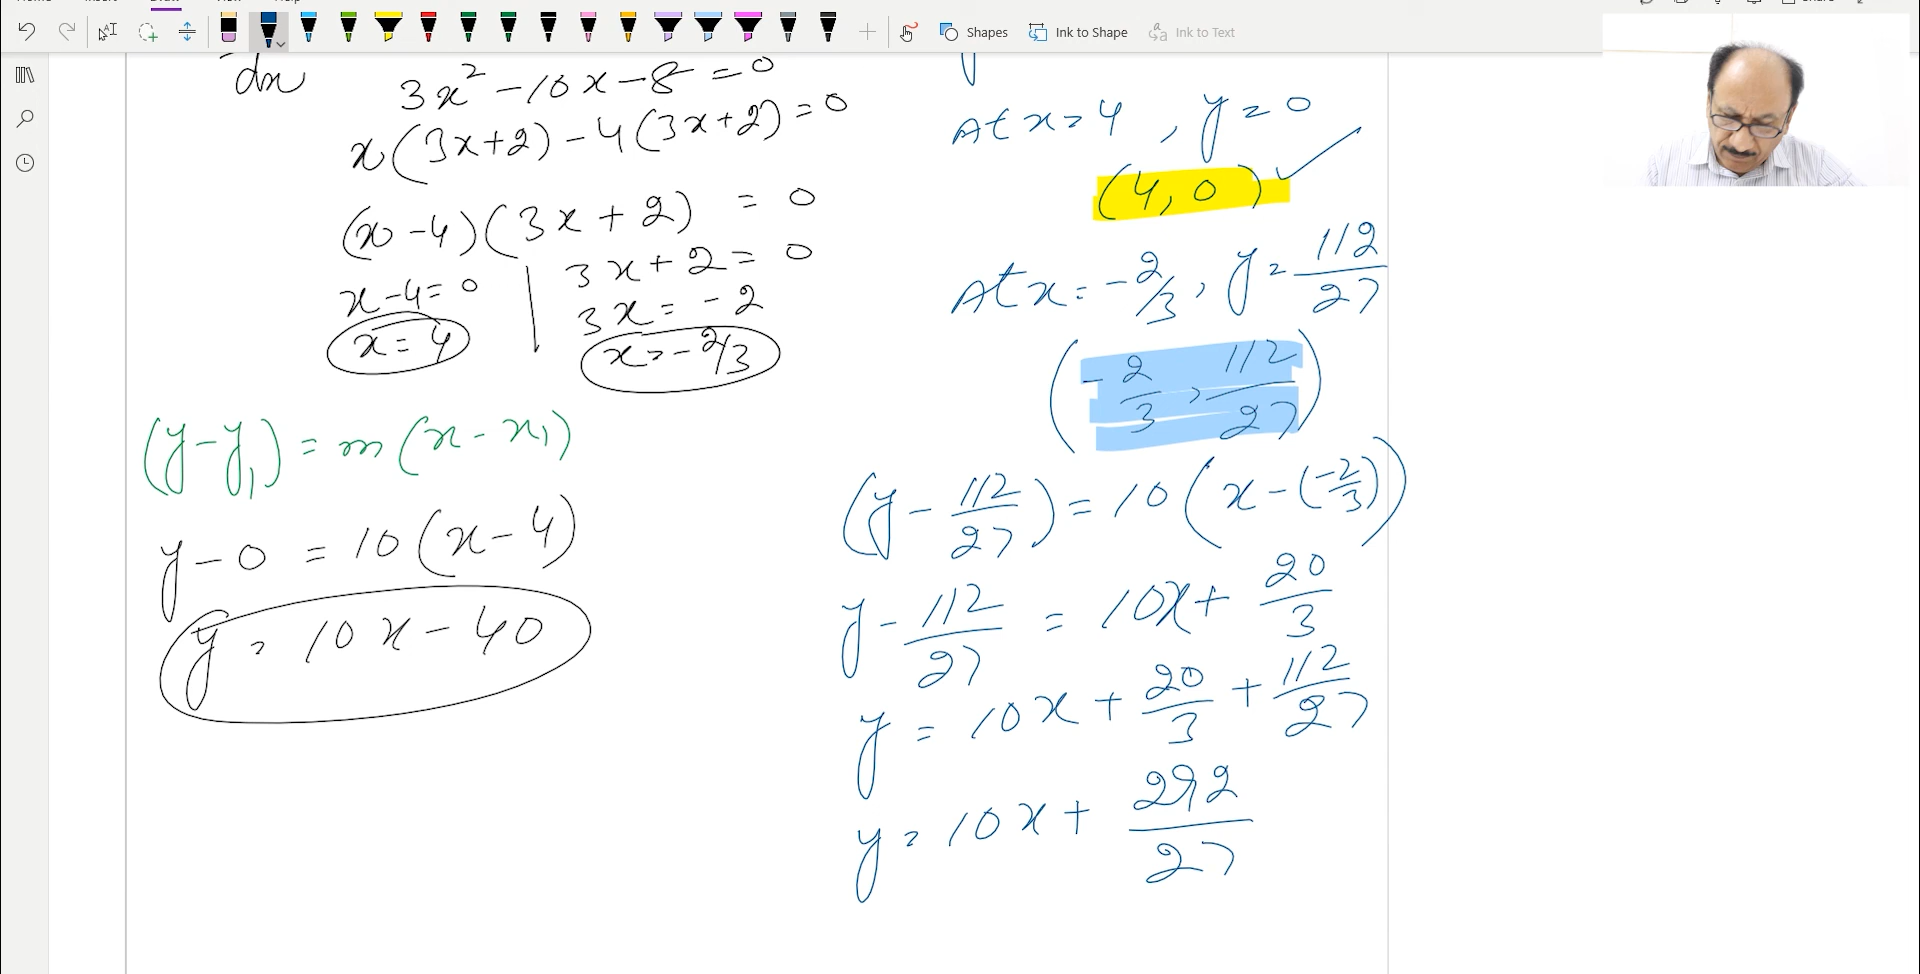 Shapes Ink to Shape Ink to Text
dx
3x² - 10x - 8 = 0
x(3x+2) - 4(3x+2) = 0
(x-4)(3x+2) = 0
x-4=0 | 3x+2=0
3x = -2
x=4
x=-2/3
(y-y₁) = m(x-x₁)
y-0 = 10(x-4)
y = 10x-40
At x=4, y=0
(4,0) ✓
At x=-2/3, y=112/27
(-2/3, 112/27)
(y-112/27) = 10(x-(-2/3))
y-112/27 = 10x+20/3
y = 10x+20/3+112/27
y = 10x+292/27